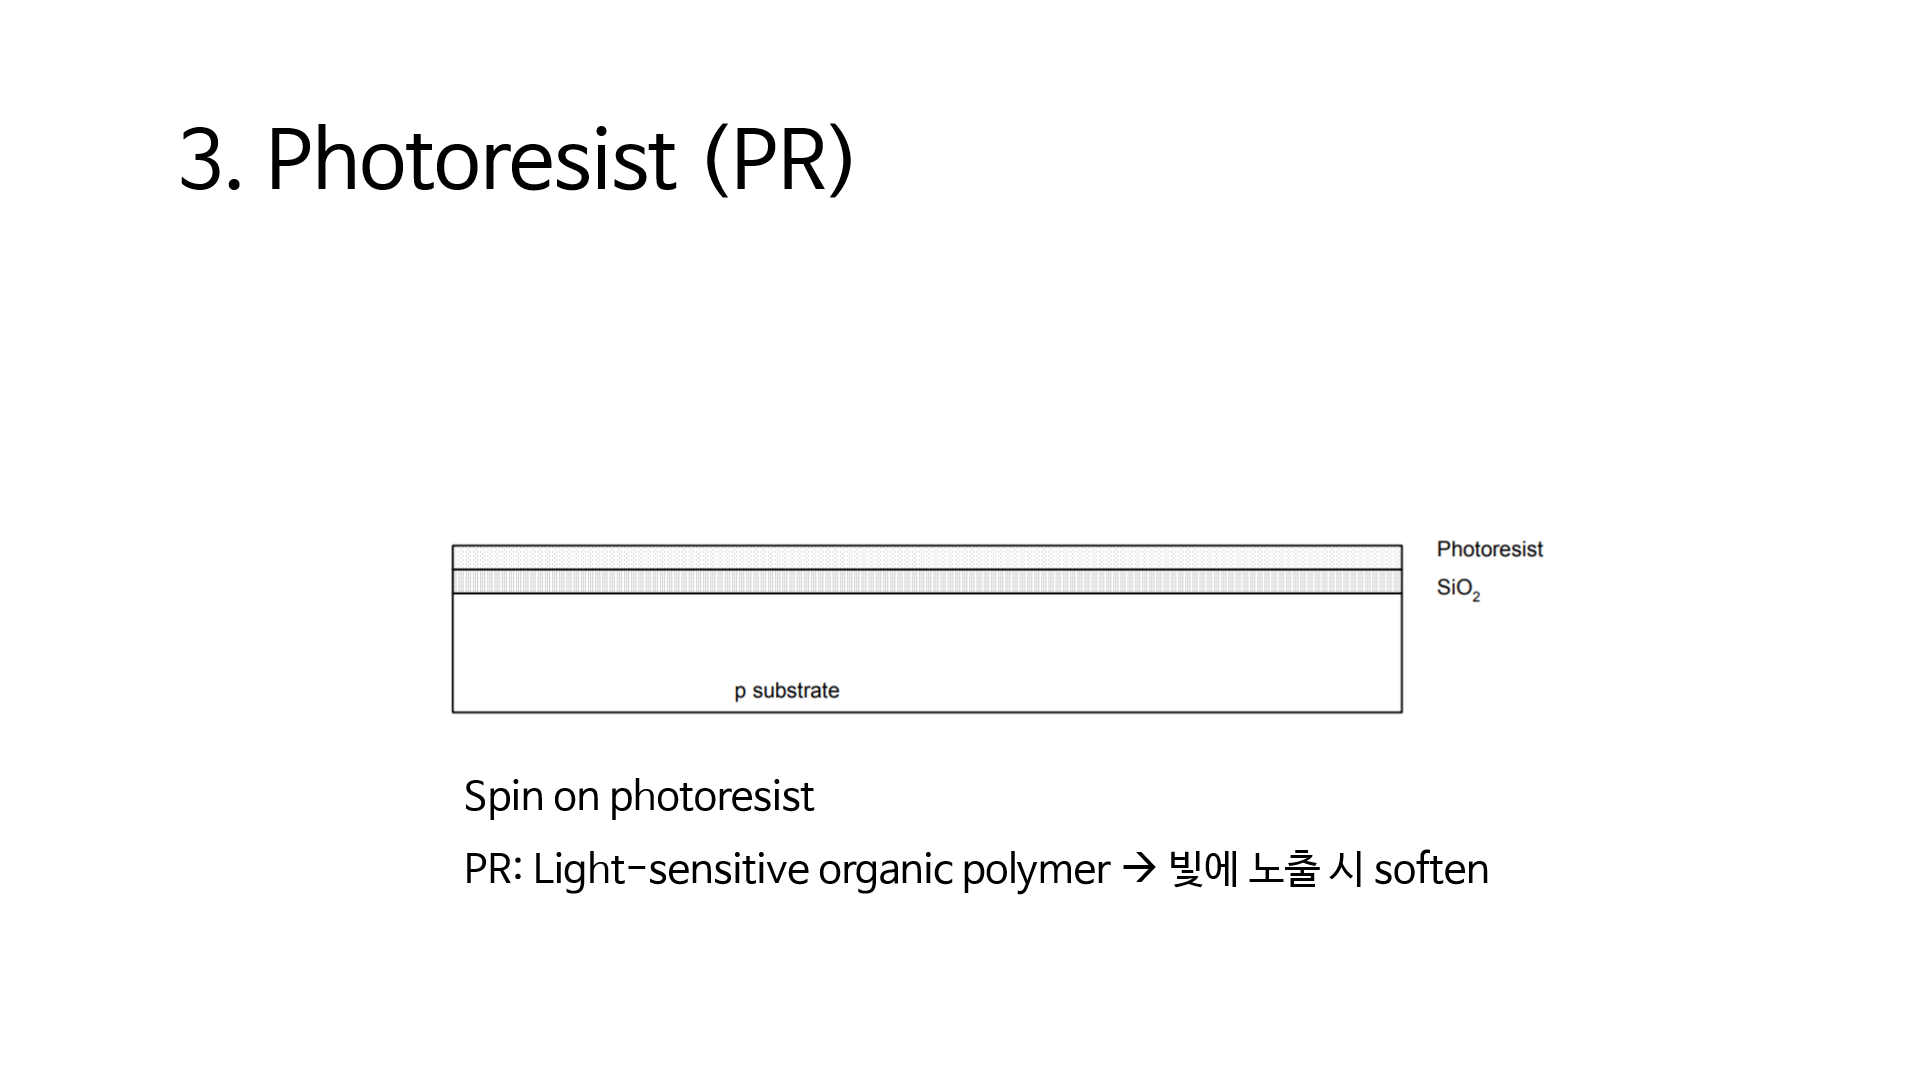 3. Photoresist (PR)
Photoresist
SiO₂
p substrate
Spin on photoresist
PR: Light-sensitive organic polymer → 빛에 노출 시 soften